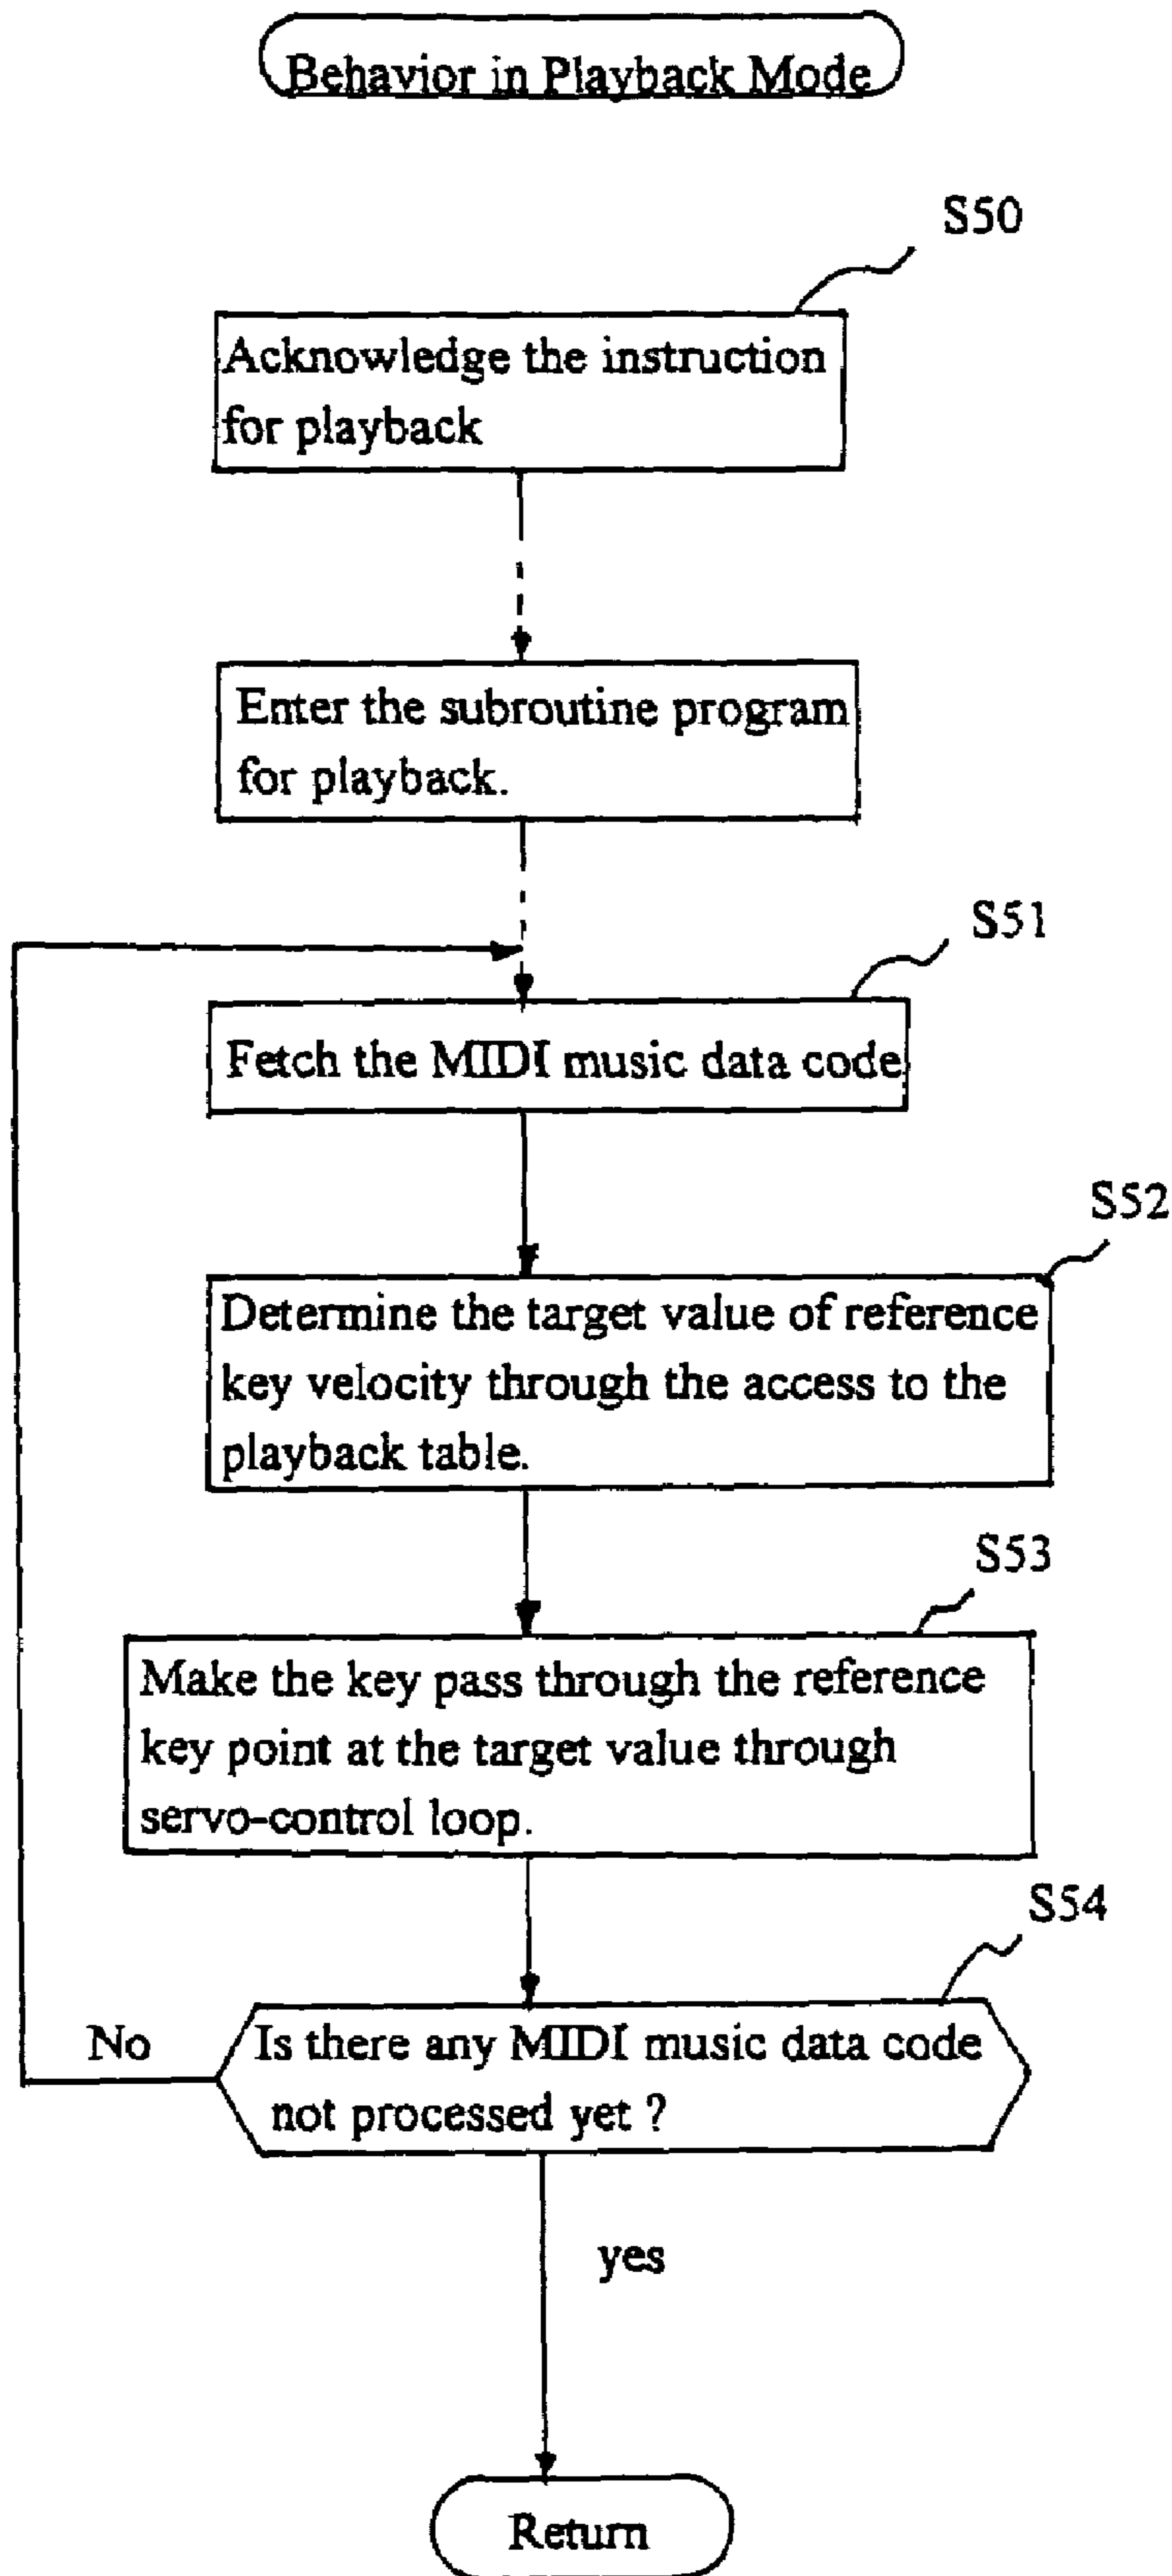 Behavior in Playback Mode
S50
Acknowledge the instruction
for playback
Enter the subroutine program
for playback.
S51
Fetch the MIDI music data code
S52
Determine the target value of reference
key velocity through the access to the
playback table.
S53
Make the key pass through the reference
key point at the target value through
servo-control loop.
S54
No
Is there any MIDI music data code
not processed yet ?
yes
Return